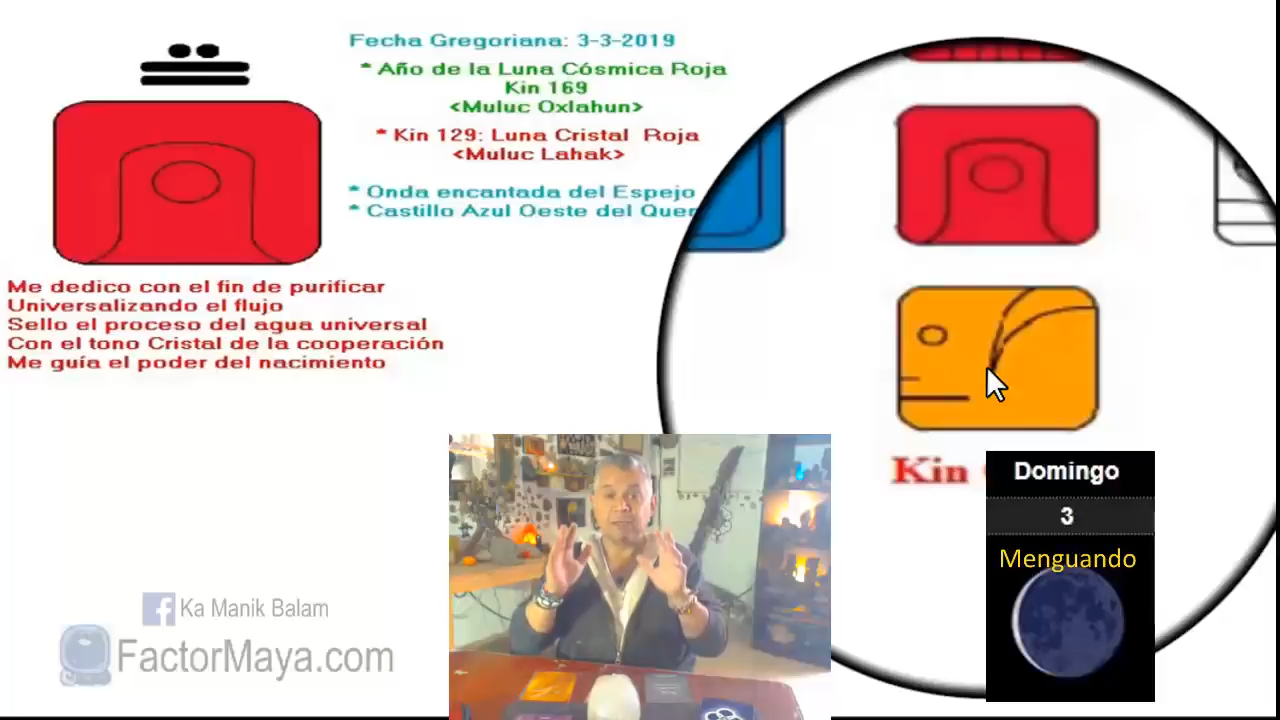 Fecha Gregoriana: 3-3-2019
* Año de la Luna Cósmica Roja
Kin 169
<Muluc Oxlahun>
* Kin 129: Luna Cristal Roja
<Muluc Lahak>
* Onda encantada del Espejo
* Castillo Azul Oeste del
Me dedico con el fin de purificar
Universalizando el flujo
Sello el proceso del agua universal
Con el tono Cristal de la cooperación
Me guía el poder del nacimiento
Kin
Domingo
3
Menguando
Ka Manik Balam
FactorMaya.com